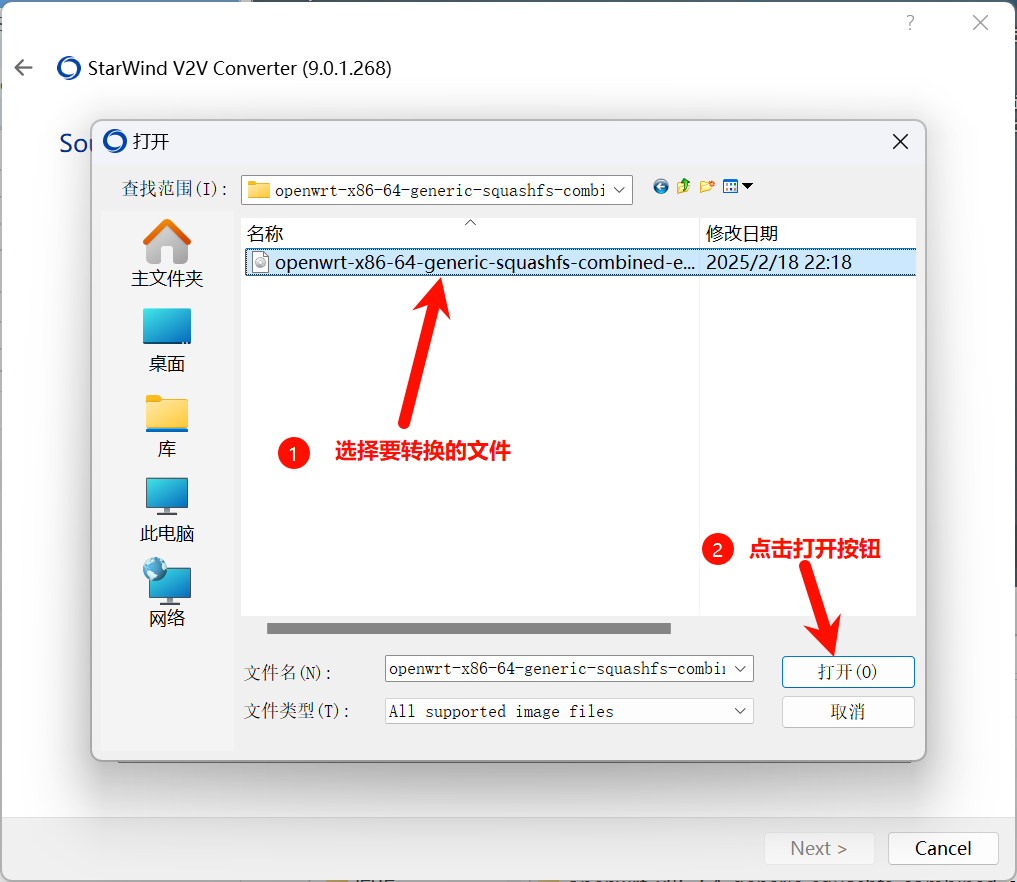 ?
StarWind V2V Converter (9.0.1.268)
Sou
打开
查找范围(I):
openwrt-x86-64-generic-squashfs-combi
名称
修改日期
openwrt-x86-64-generic-squashfs-combined-e...
2025/2/18 22:18
主文件夹
桌面
库
此电脑
网络
1 选择要转换的文件
2 点击打开按钮
文件名(N):
openwrt-x86-64-generic-squashfs-combin
打开(O)
文件类型(T):
All supported image files
取消
Next >
Cancel